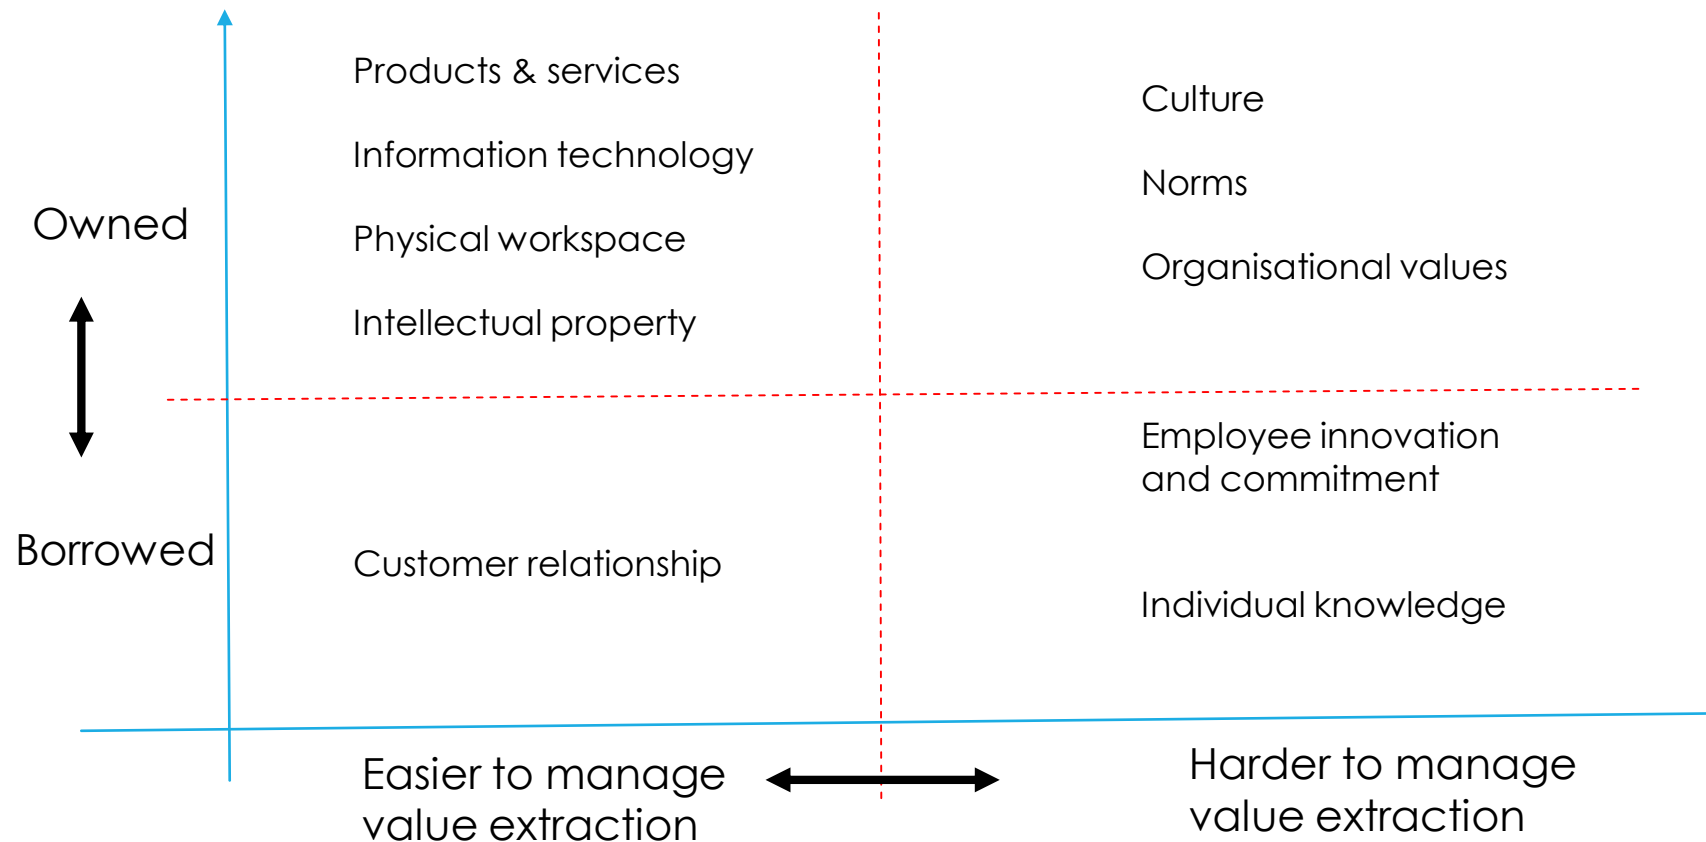 Products & services
Culture
Information technology
Norms
Owned
Physical workspace
Organisational values
Intellectual property
Employee innovation
and commitment
Borrowed
Customer relationship
Individual knowledge
Easier to manage
value extraction
Harder to manage
value extraction